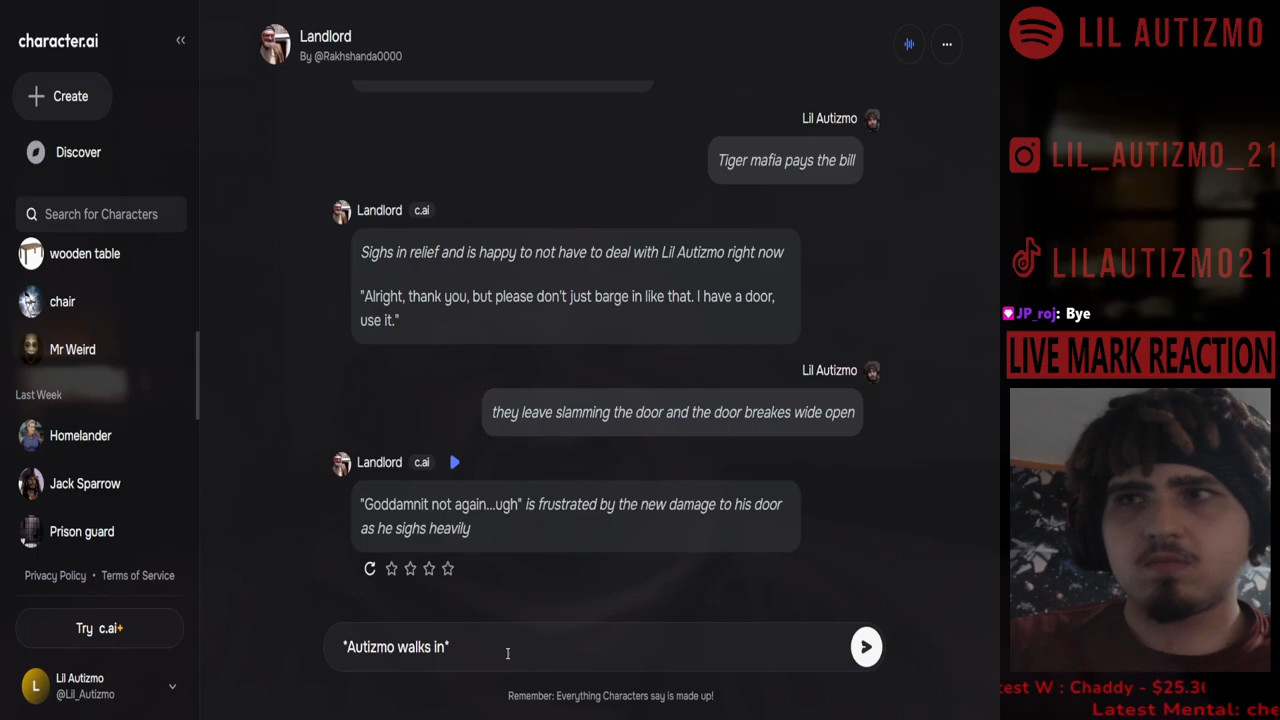 character.ai
Create
Discover
Search for Characters
wooden table
chair
Mr Weird
Last Week
Homelander
Jack Sparrow
Prison guard
Privacy Policy • Terms of Service
Try c.ai+
L
Lil Autizmo
@Lil_Autizmo
Landlord
By @Rakhshanda0000
Lil Autizmo
Tiger mafia pays the bill
Landlord c.ai
Sighs in relief and is happy to not have to deal with Lil Autizmo right now
"Alright, thank you, but please don't just barge in like that. I have a door,
use it."
Lil Autizmo
they leave slamming the door and the door breakes wide open
Landlord c.ai
"Goddamnit not again...ugh" is frustrated by the new damage to his door
as he sighs heavily
*Autizmo walks in*
Remember: Everything Characters say is made up!
LIL AUTIZMO
LIL_AUTIZMO_21
LILAUTIZMO21
JP_roj: Bye
LIVE MARK REACTION
test W : Chaddy - $25.3
Latest Mental: che